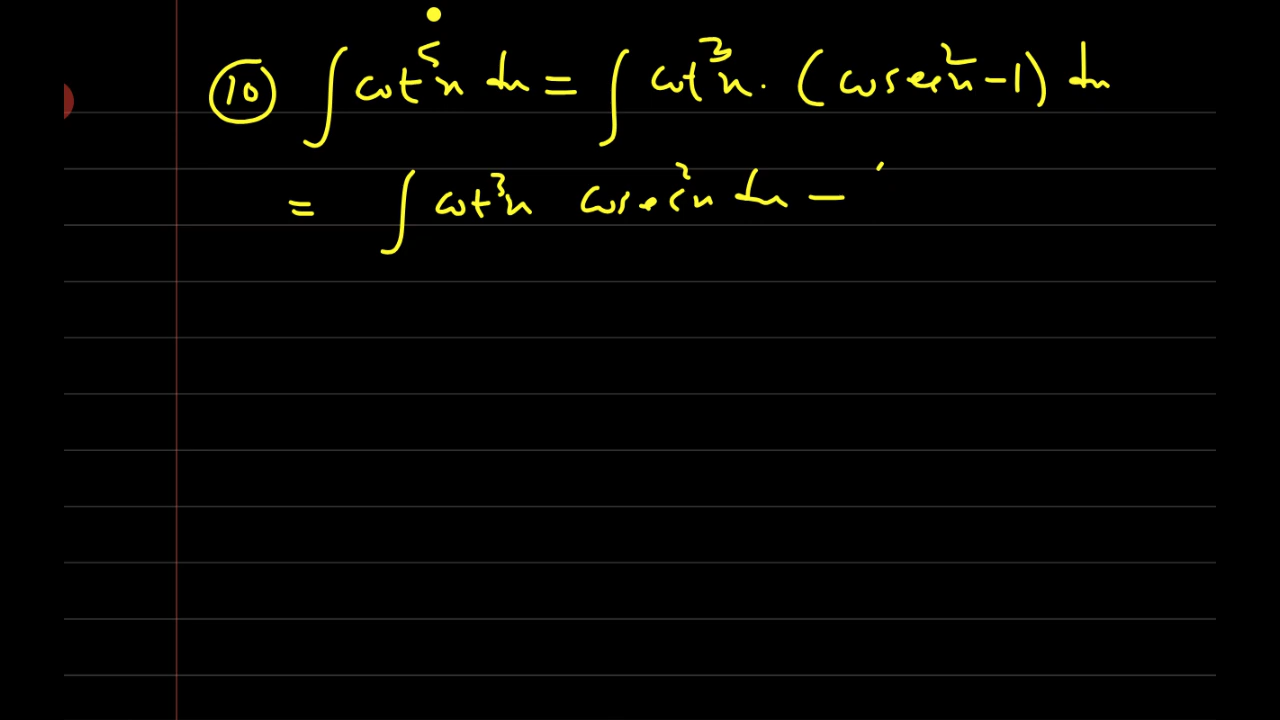 (10) ∫ cot⁵x dx = ∫ cot³x · (cosec²x − 1) dx
= ∫ cot³x cosec²x dx −